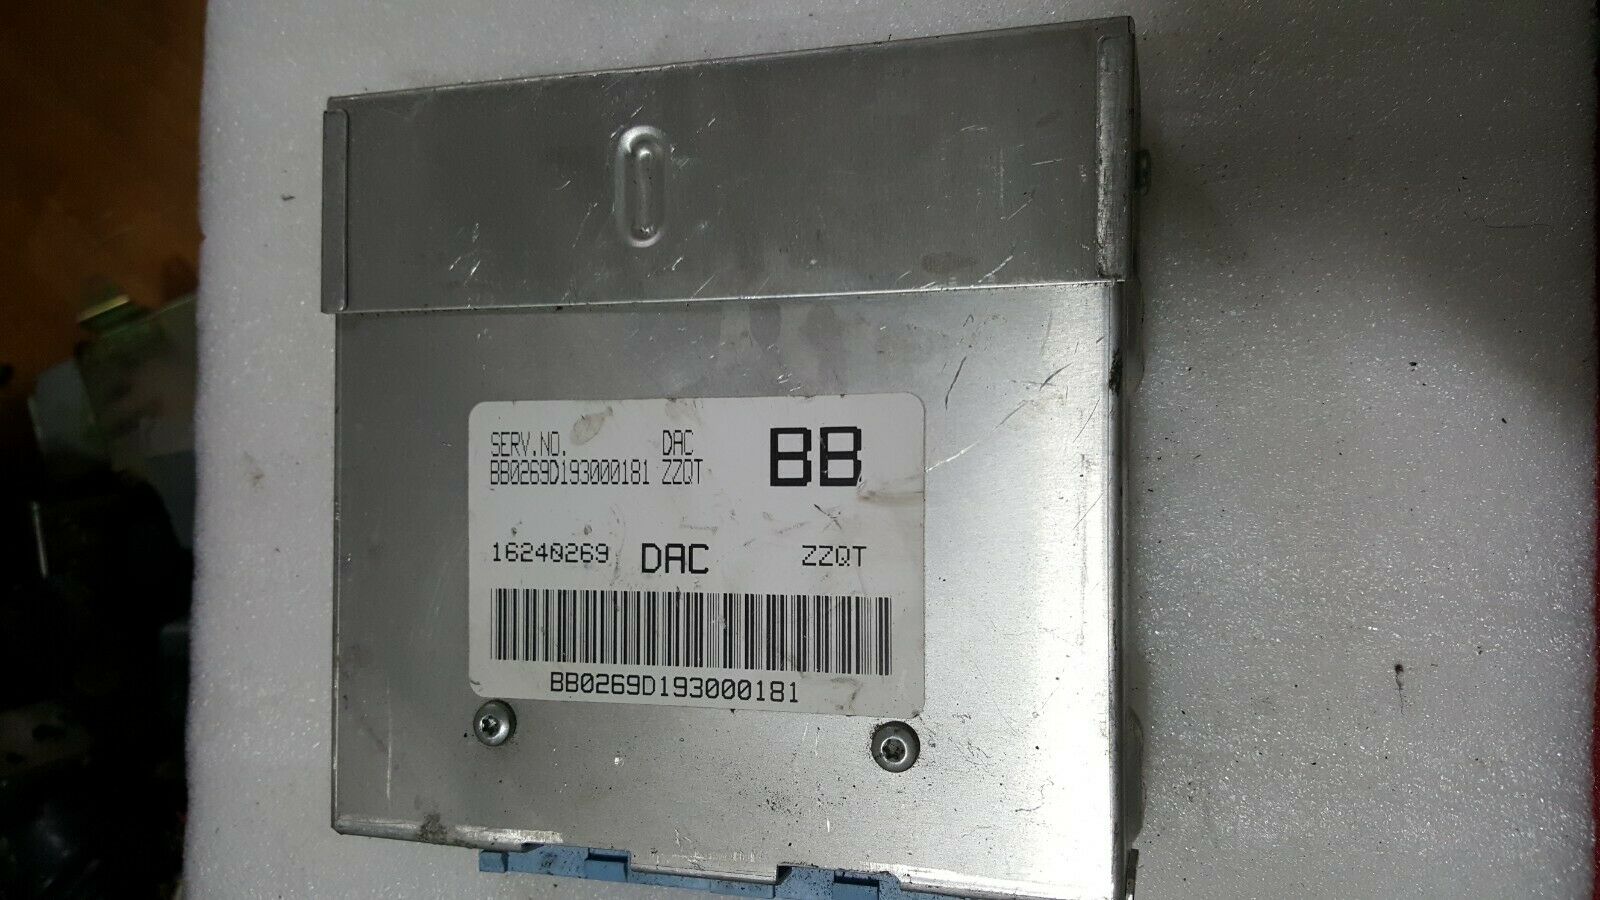 SERV.NO. DAC BB
BB0269D193000181 ZZQT
16240269 DAC ZZQT
BB0269D193000181